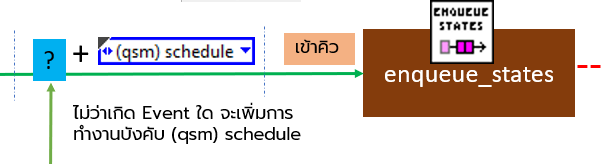 ENQUEUE
STATES
? + (qsm) schedule
เข้าคิว
enqueue_states
ไม่ว่าเกิด Event ใด จะเพิ่มการ
ทำงานบังคับ (qsm) schedule